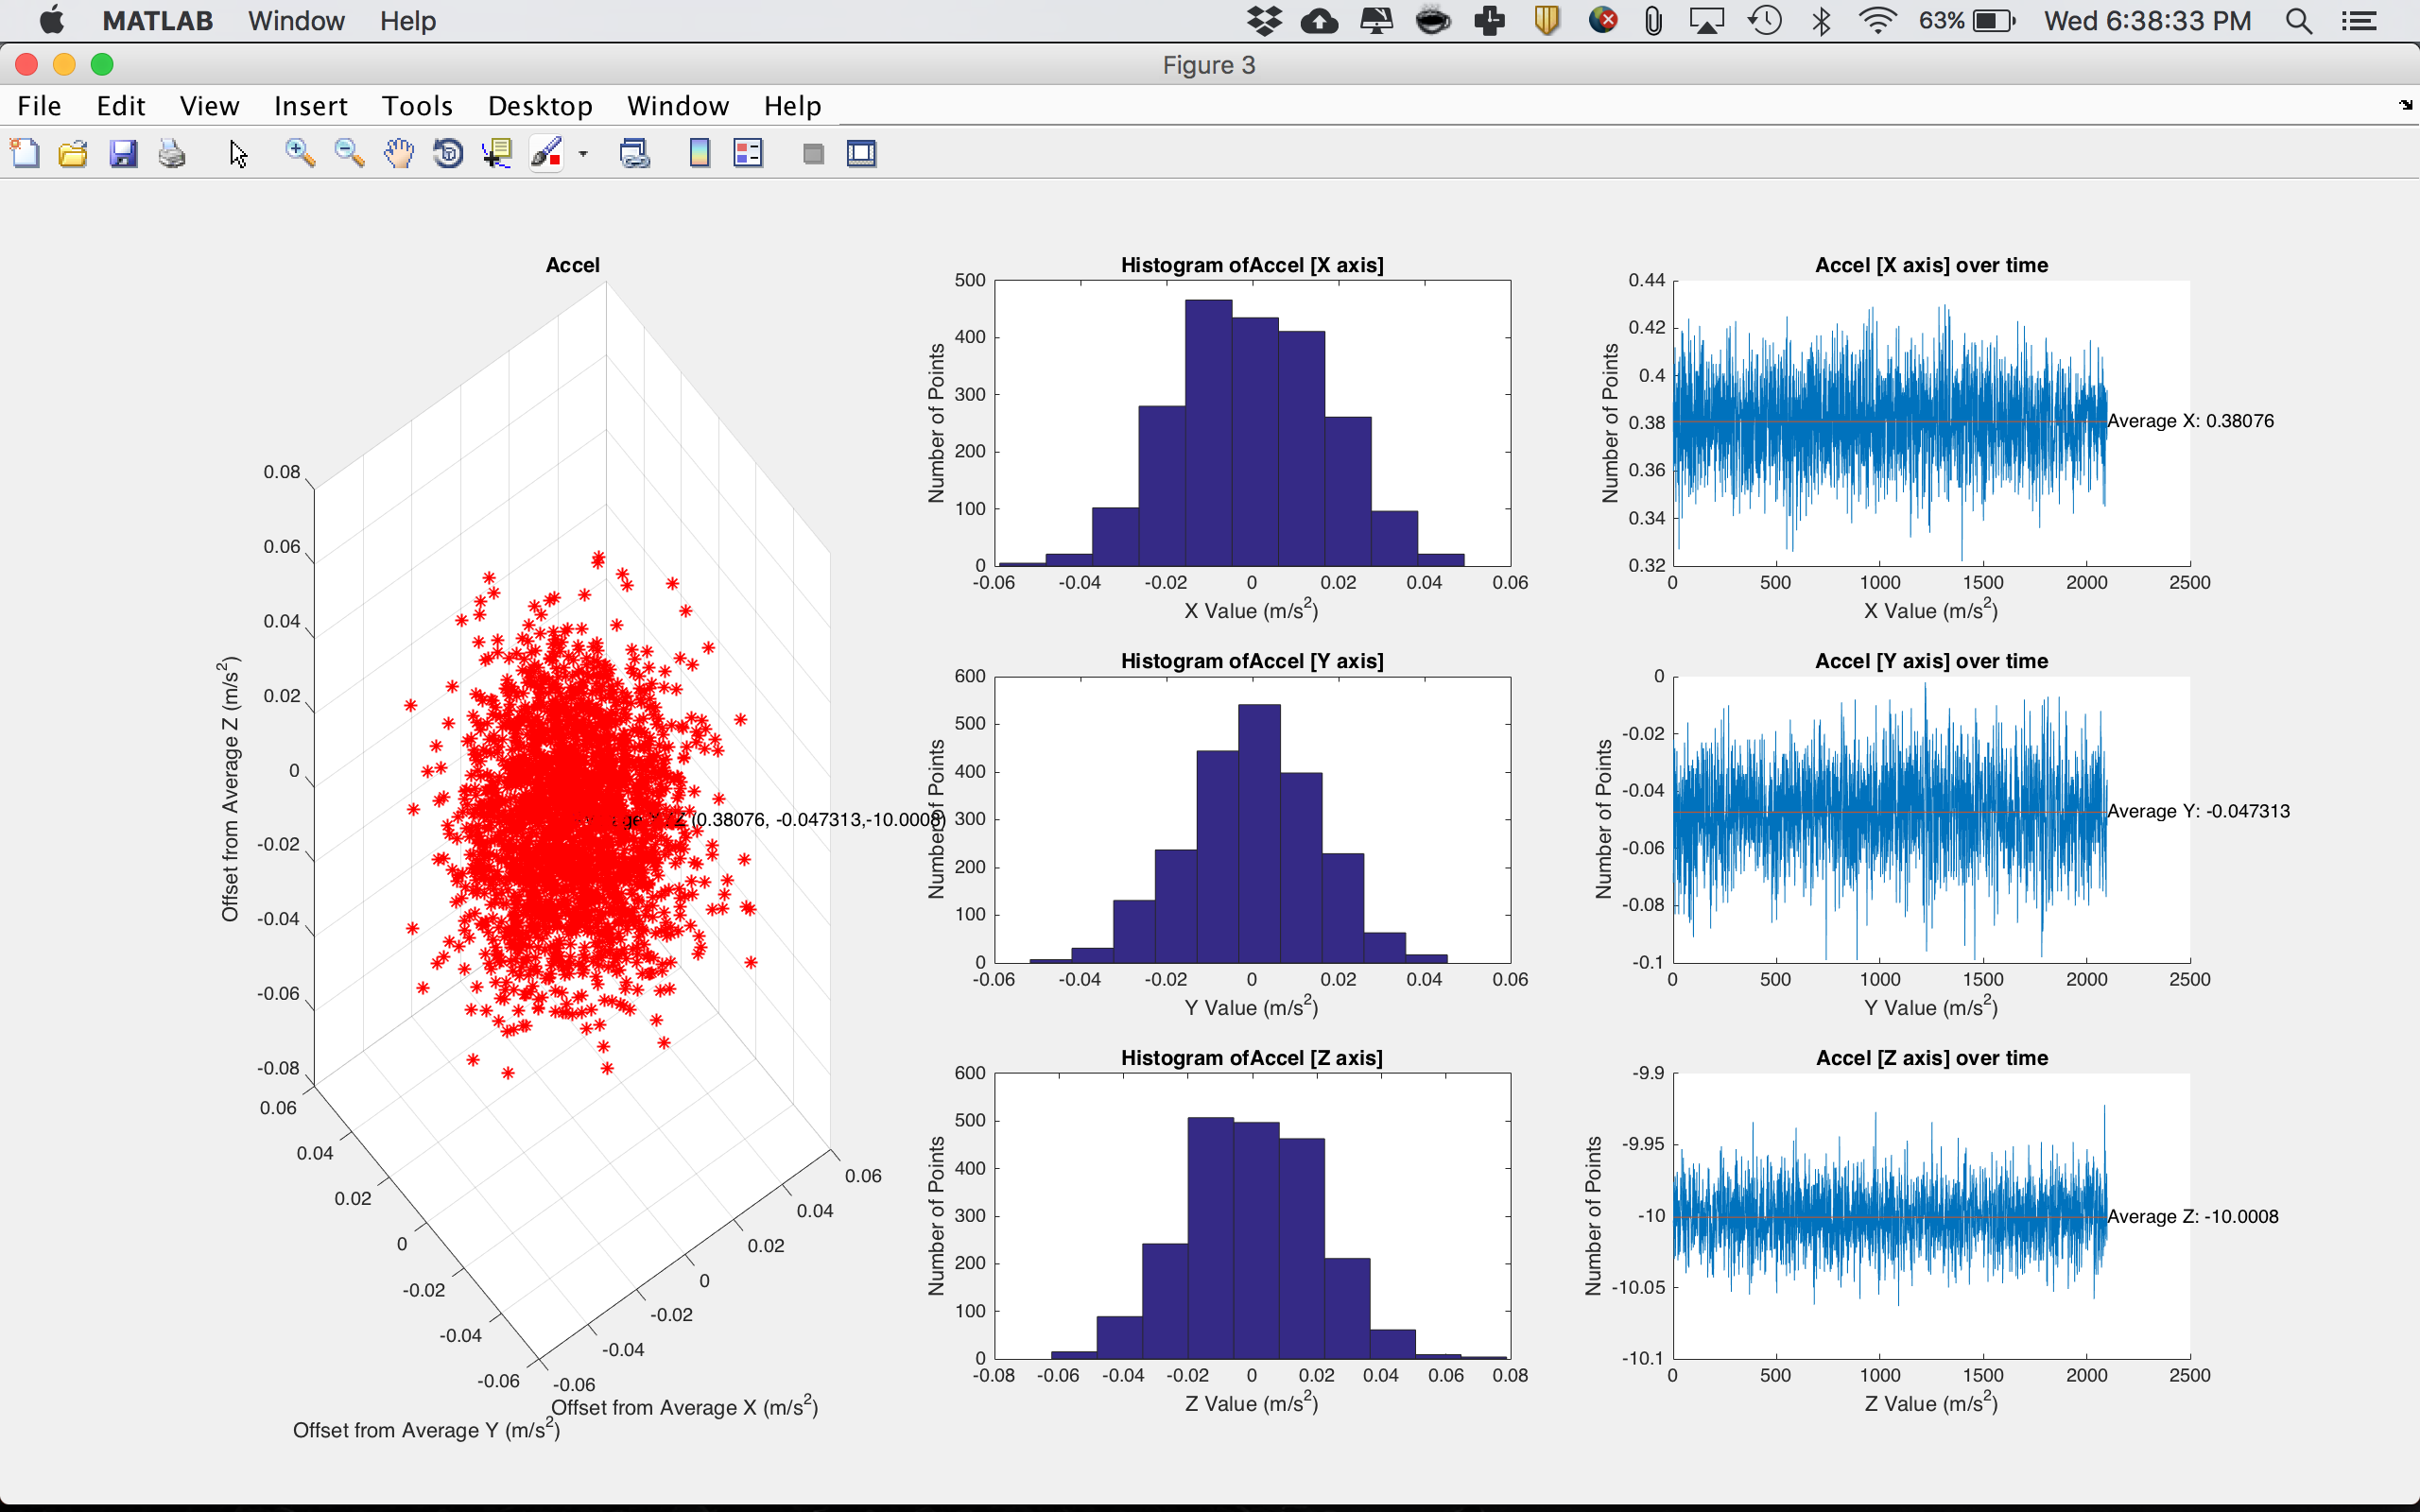 MATLAB Window Help 63% Wed 6:38:33 PM
Figure 3
File Edit View Insert Tools Desktop Window Help
Accel
0.08
0.06
0.04
0.02
0
-0.02
-0.04
-0.06
-0.08
Offset from Average Z (m/s²)
(0.38076, -0.047313,-10.0008)
0.06
0.04
0.02
0
-0.02
-0.04
-0.06
Offset from Average Y (m/s²)
-0.06
-0.04
-0.02
0
0.02
0.04
0.06
Offset from Average X (m/s²)
Histogram ofAccel [X axis]
500
400
300
200
100
0
Number of Points
-0.06 -0.04 -0.02 0 0.02 0.04 0.06
X Value (m/s²)
Accel [X axis] over time
0.44
0.42
0.4
0.38
0.36
0.34
0.32
Number of Points
Average X: 0.38076
0 500 1000 1500 2000 2500
X Value (m/s²)
Histogram ofAccel [Y axis]
600
500
400
300
200
100
0
Number of Points
-0.06 -0.04 -0.02 0 0.02 0.04 0.06
Y Value (m/s²)
Accel [Y axis] over time
0
-0.02
-0.04
-0.06
-0.08
-0.1
Number of Points
Average Y: -0.047313
0 500 1000 1500 2000 2500
Y Value (m/s²)
Histogram ofAccel [Z axis]
600
500
400
300
200
100
0
Number of Points
-0.08 -0.06 -0.04 -0.02 0 0.02 0.04 0.06 0.08
Z Value (m/s²)
Accel [Z axis] over time
-9.9
-9.95
-10
-10.05
-10.1
Number of Points
Average Z: -10.0008
0 500 1000 1500 2000 2500
Z Value (m/s²)